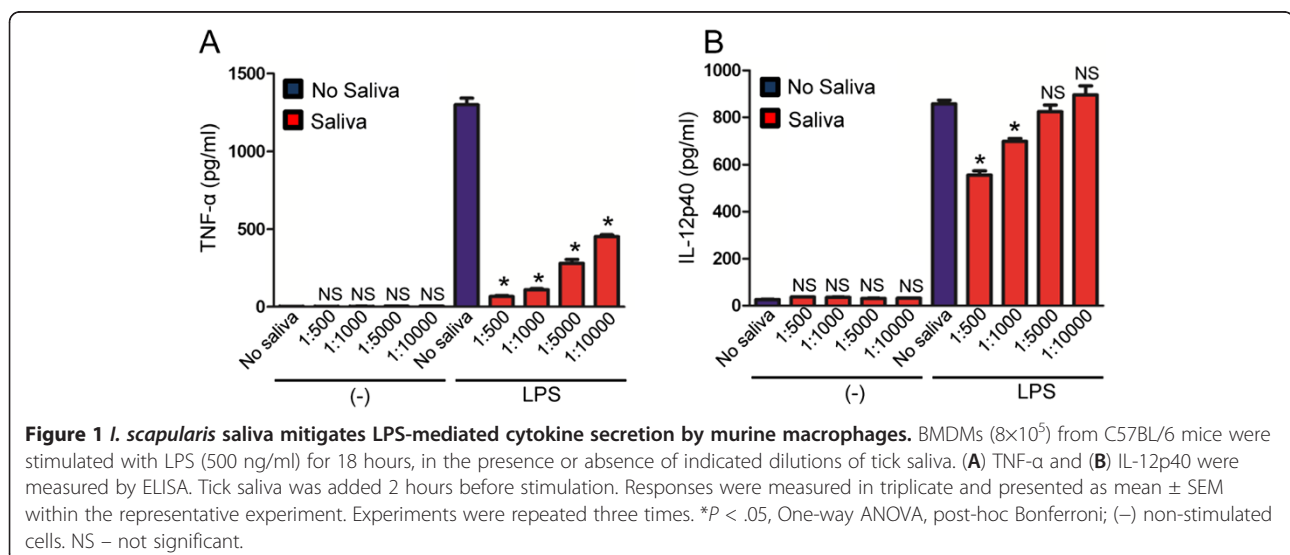 A
TNF-α (pg/ml)
1500
1000
500
0
No Saliva
Saliva
NS NS NS NS
* * * *
No saliva 1:500 1:1000 1:5000 1:10000 No saliva 1:500 1:1000 1:5000 1:10000
(-) LPS
B
IL-12p40 (pg/ml)
1000
800
600
400
200
0
No Saliva
Saliva
NS NS NS NS
* * NS NS
No saliva 1:500 1:1000 1:5000 1:10000 No saliva 1:500 1:1000 1:5000 1:10000
(-) LPS
Figure 1 I. scapularis saliva mitigates LPS-mediated cytokine secretion by murine macrophages. BMDMs (8×10⁵) from C57BL/6 mice were
stimulated with LPS (500 ng/ml) for 18 hours, in the presence or absence of indicated dilutions of tick saliva. (A) TNF-α and (B) IL-12p40 were
measured by ELISA. Tick saliva was added 2 hours before stimulation. Responses were measured in triplicate and presented as mean ± SEM
within the representative experiment. Experiments were repeated three times. *P < .05, One-way ANOVA, post-hoc Bonferroni; (−) non-stimulated
cells. NS – not significant.